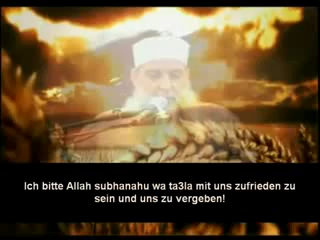 Ich bitte Allah subhanahu wa ta3la mit uns zufrieden zu
sein und uns zu vergeben!